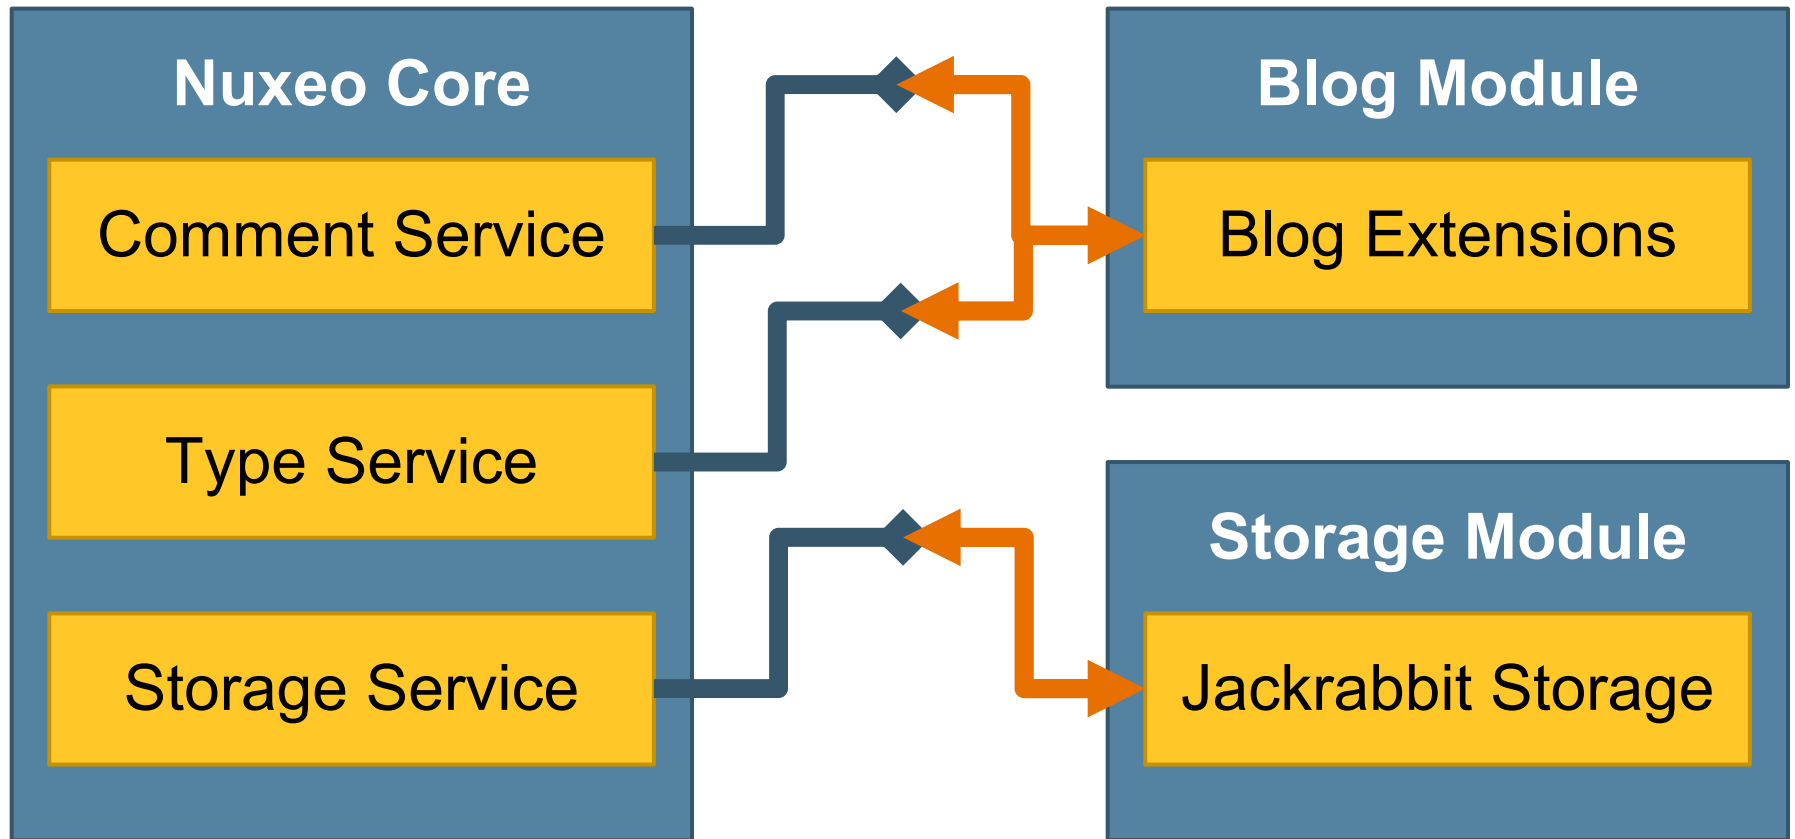 Nuxeo Core
Comment Service
Type Service
Storage Service
Blog Module
Blog Extensions
Storage Module
Jackrabbit Storage